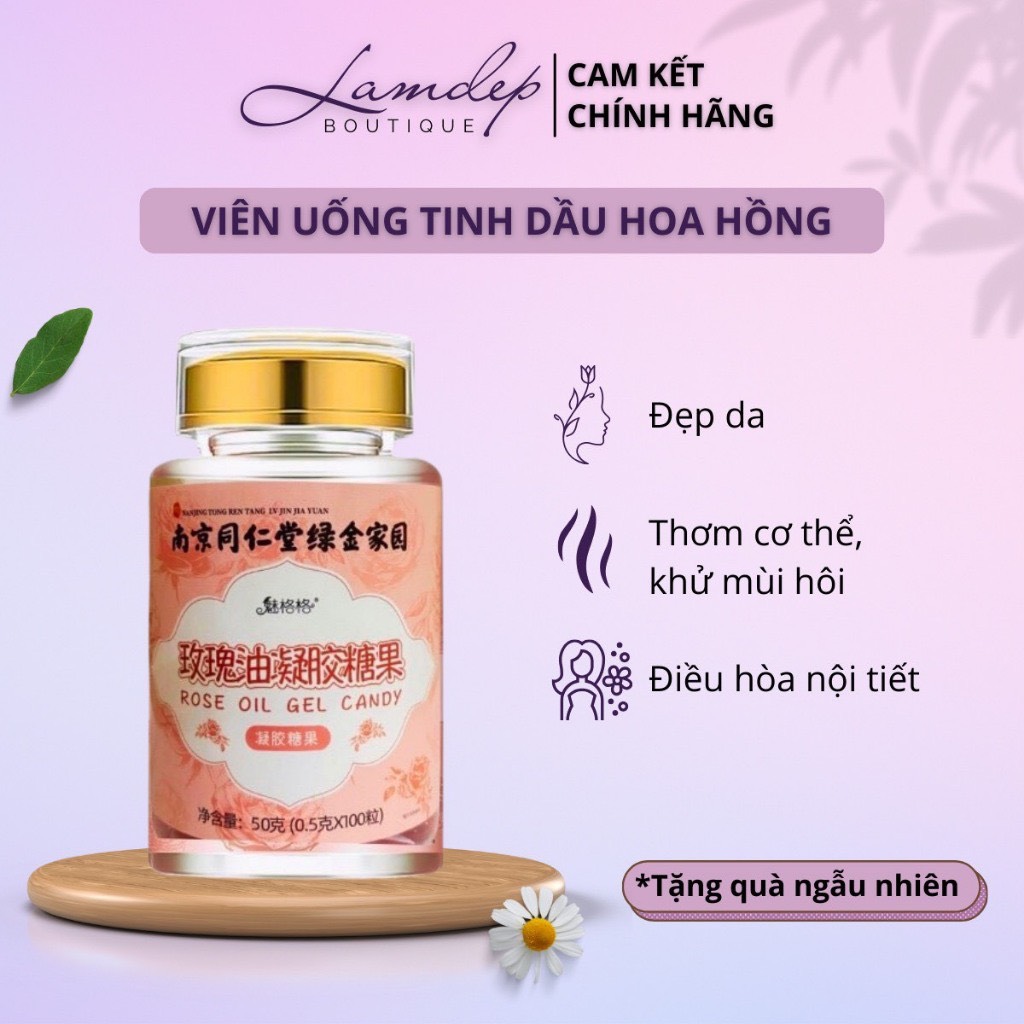 Lamdep
BOUTIQUE
CAM KẾT
CHÍNH HÃNG
VIÊN UỐNG TINH DẦU HOA HỒNG
NANJING TONG REN TANG LV JIN JIA YUAN
南京同仁堂绿金家园
魅格格®
玫瑰油凝胶糖果
ROSE OIL GEL CANDY
凝胶糖果
净含量：50克 (0.5克X100粒)
Đẹp da
Thơm cơ thể,
khử mùi hôi
Điều hòa nội tiết
*Tặng quà ngẫu nhiên